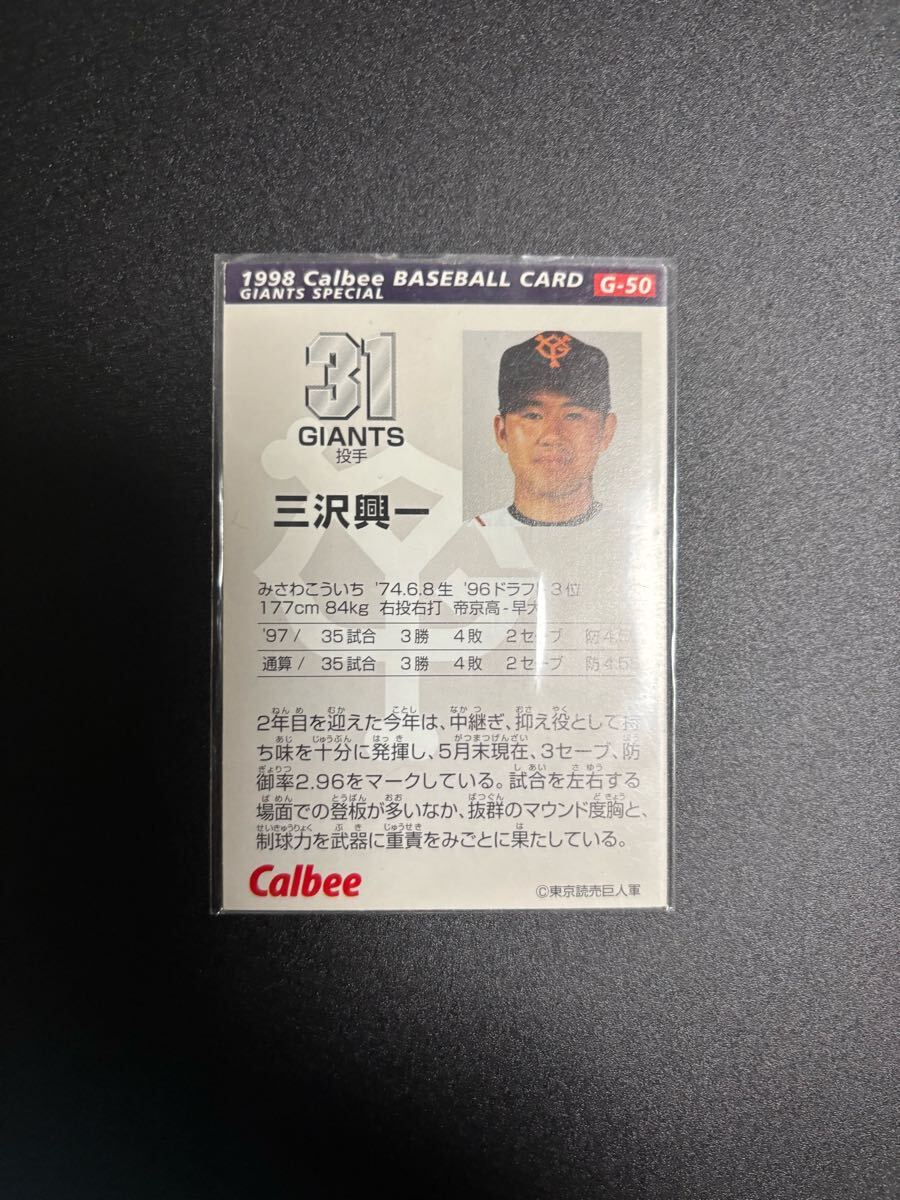 1998 Calbee BASEBALL CARD G-50
GIANTS SPECIAL
31
GIANTS
投手
三沢興一
みさわこういち '74.6.8生 '96ドラフト3位
177cm 84kg 右投右打 帝京高-早大
'97/ 35試合 3勝 4敗 2セーブ
通算/ 35試合 3勝 4敗 2セーブ
2年目を迎えた今年は、中継ぎ、抑え役として持
ち味を十分に発揮し、5月末現在、3セーブ、防
御率2.96をマークしている。試合を左右する
場面での登板が多いなか、抜群のマウンド度胸と、
制球力を武器に重責をみごとに果たしている。
Calbee
©東京読売巨人軍